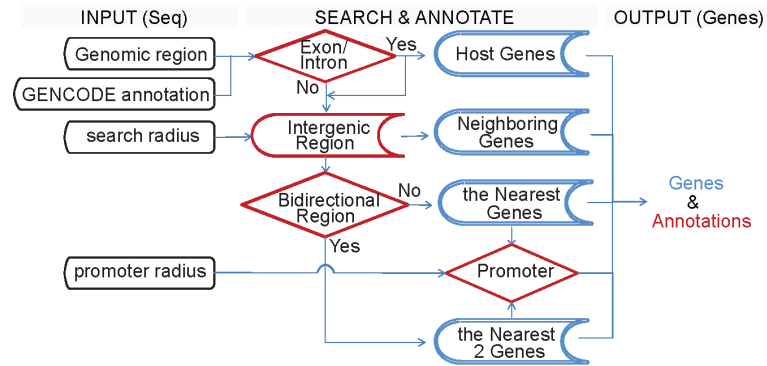 INPUT (Seq)
SEARCH & ANNOTATE
OUTPUT (Genes)
Genomic region
Exon/
Intron
Yes
Host Genes
No
GENCODE annotation
search radius
Intergenic
Region
Neighboring
Genes
Bidirectional
Region
No
the Nearest
Genes
Yes
Genes
&
Annotations
promoter radius
Promoter
the Nearest
2 Genes